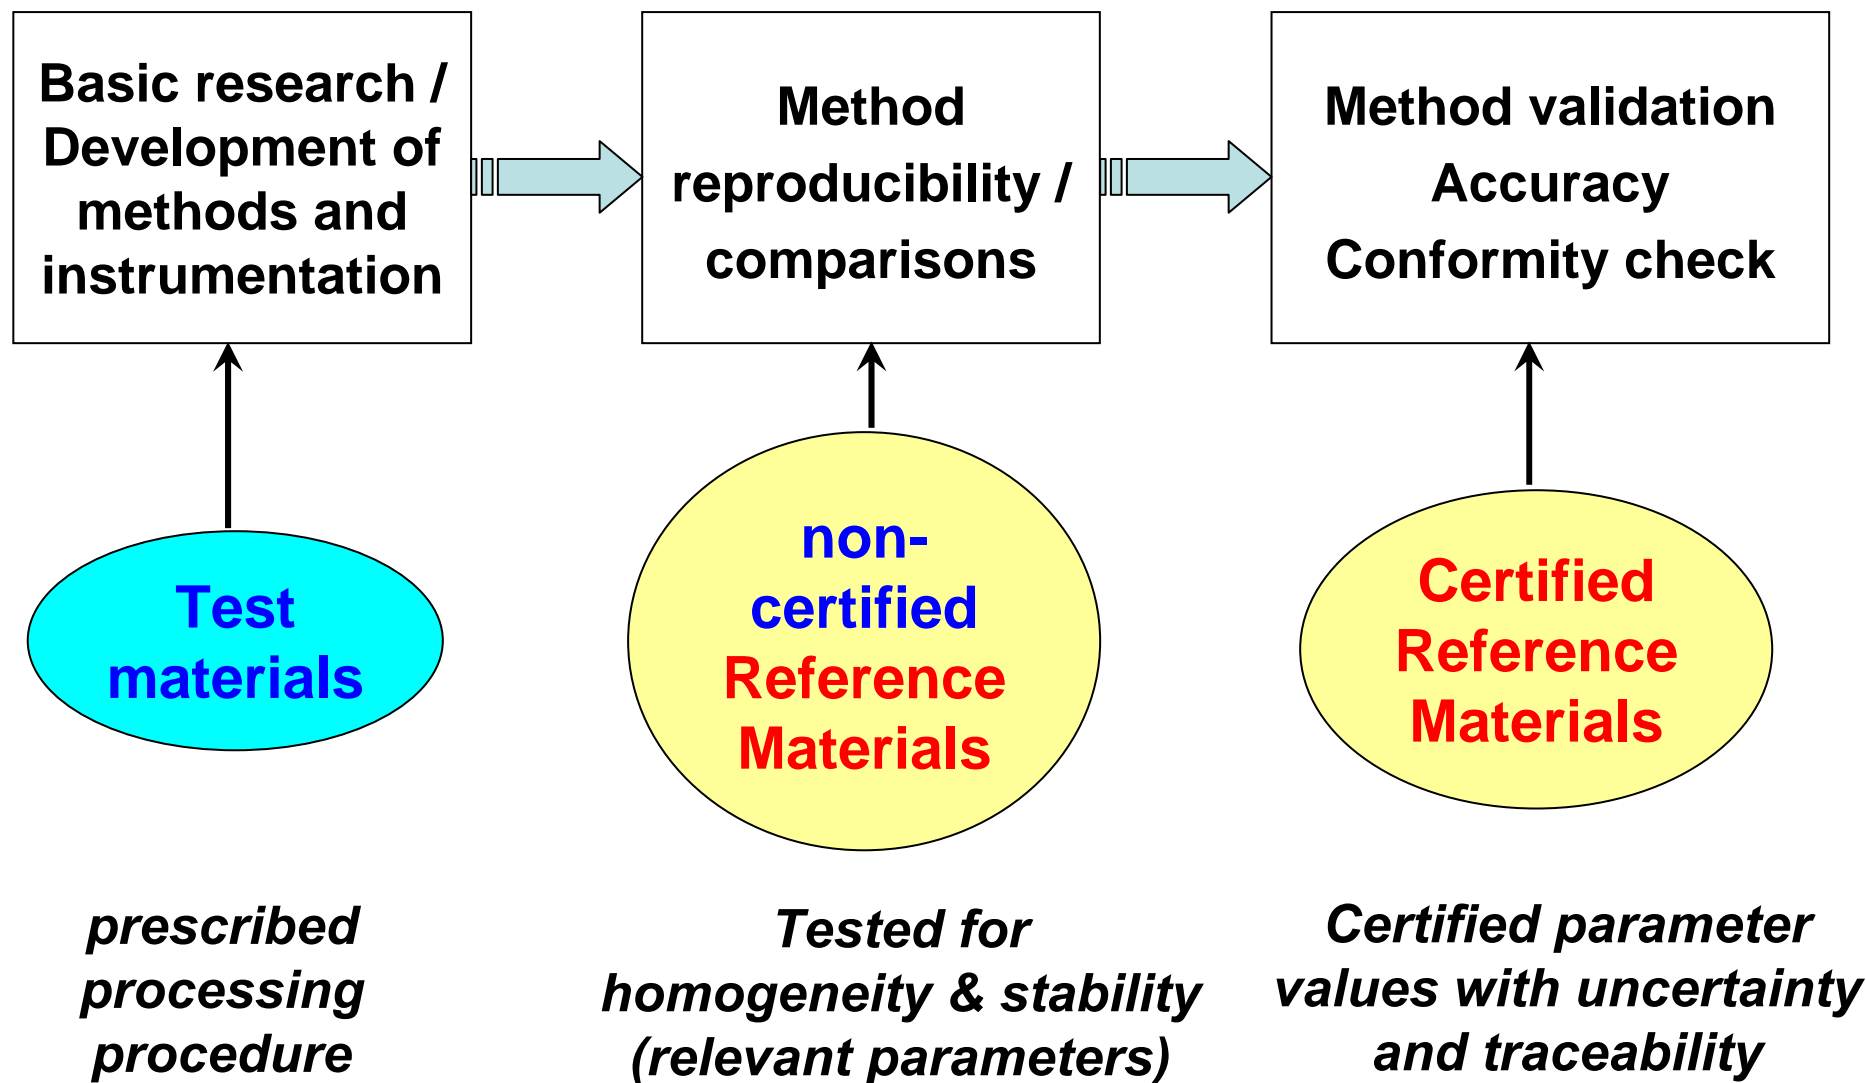 Basic research /
Development of
methods and
instrumentation
Method
reproducibility /
comparisons
Method validation
Accuracy
Conformity check
Test
materials
non-
certified
Reference
Materials
Certified
Reference
Materials
prescribed
processing
procedure
Tested for
homogeneity & stability
(relevant parameters)
Certified parameter
values with uncertainty
and traceability